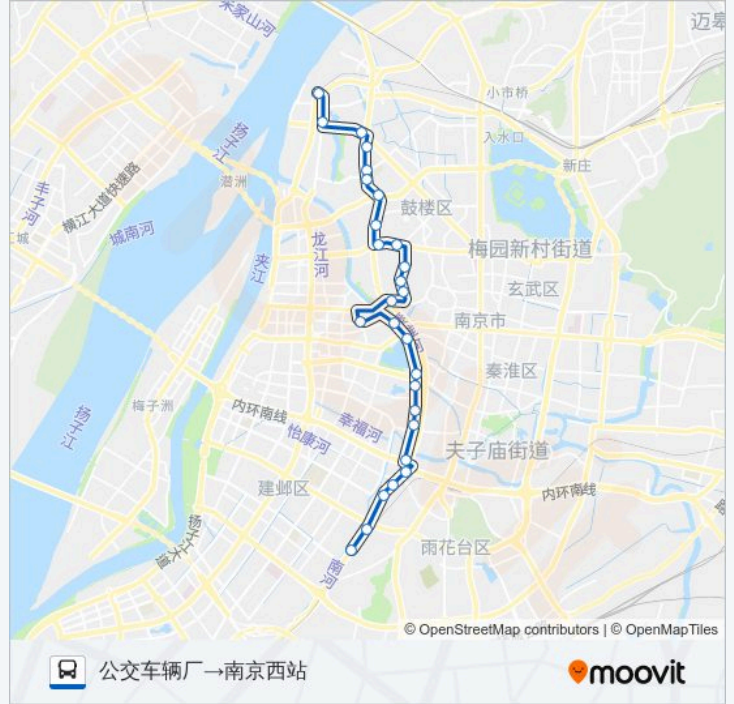 朱家山河
迈皋
小市桥
扬子江
入水口
新庄
潜洲
丰子河
横江大道快速路
鼓楼区
城南河
龙江河
梅园新村街道
夹江
玄武区
南京市
秦淮区
梅子洲
内环南线
幸福河
扬子江
怡康河
夫子庙街道
建邺区
内环南线
扬子江大道
雨花台区
南河
© OpenStreetMap contributors | © OpenMapTiles
公交车辆厂→南京西站
moovit